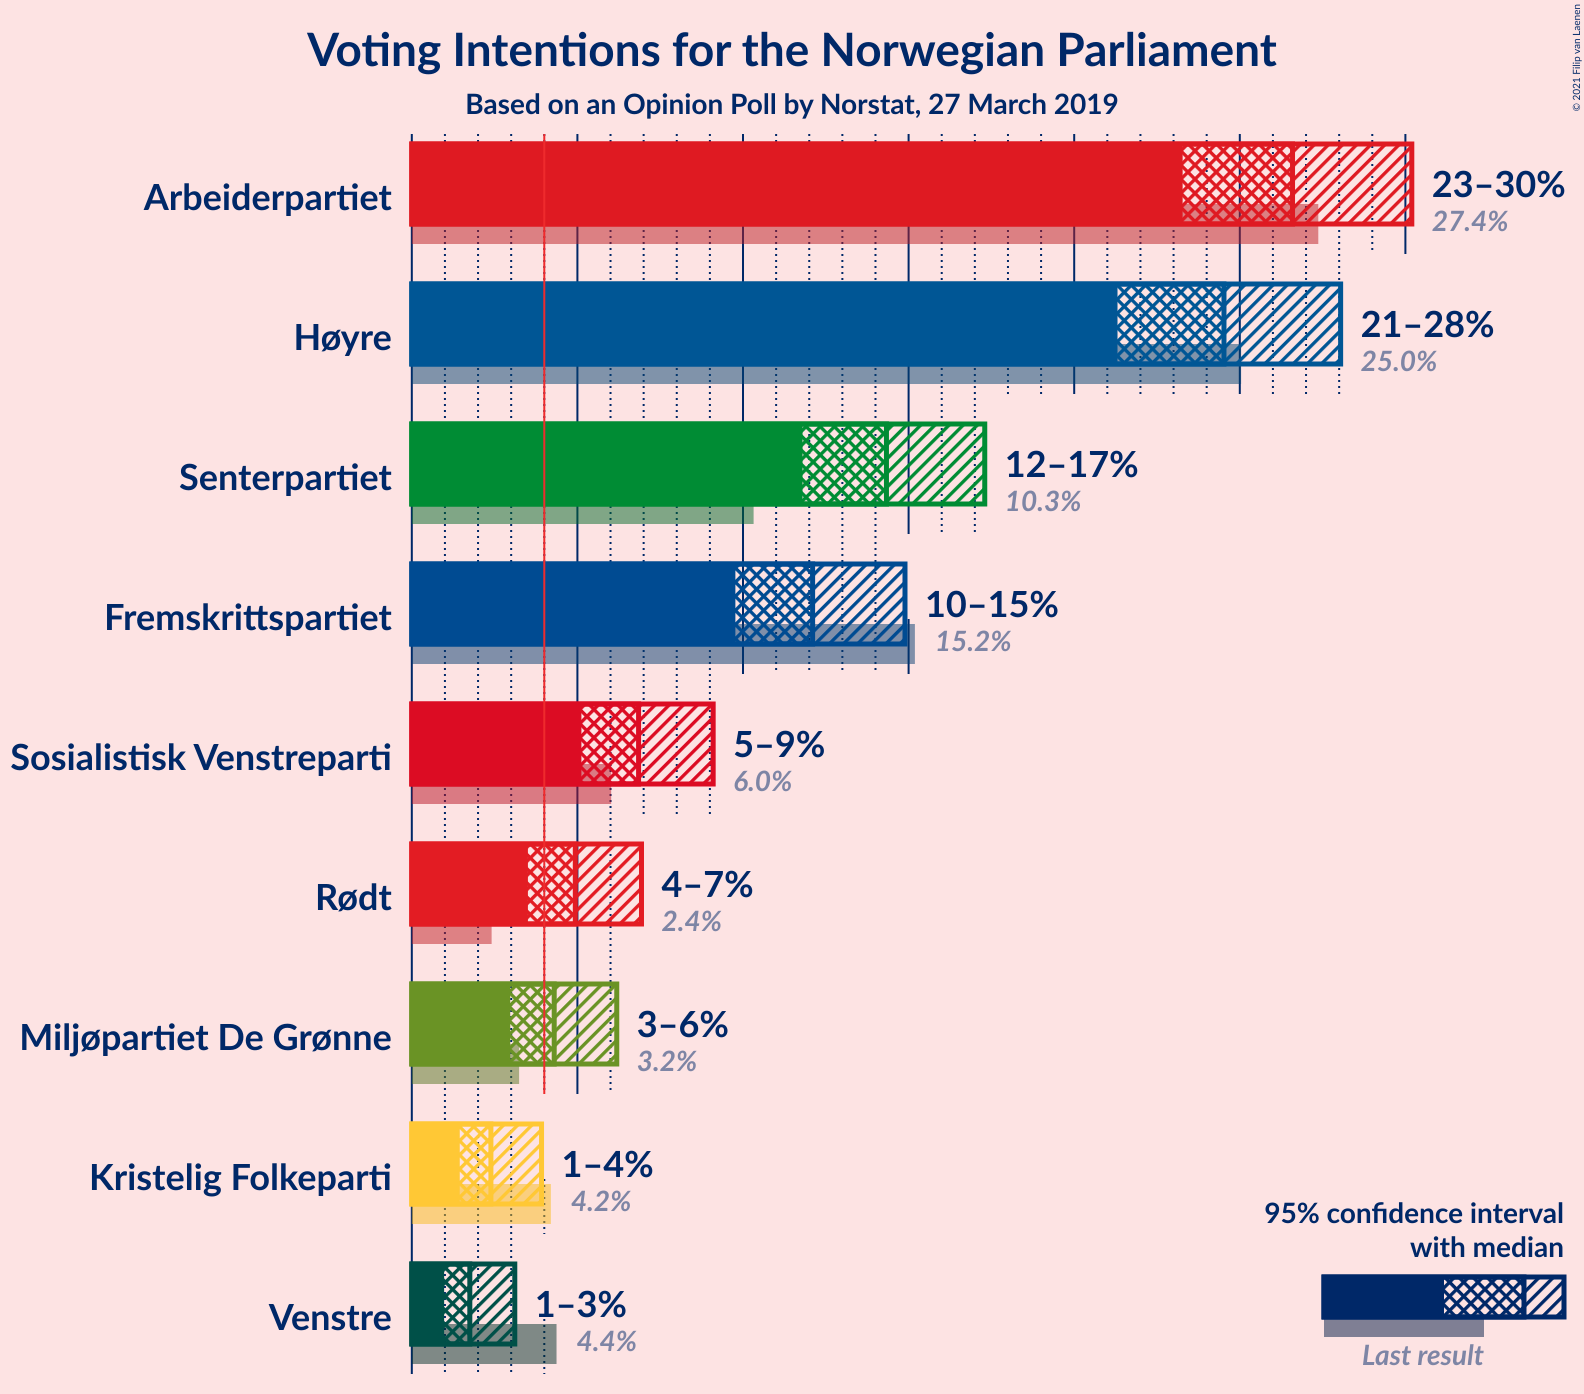 Voting Intentions for the Norwegian Parliament
Based on an Opinion Poll by Norstat, 27 March 2019
© 2021 Filip van Laenen
Arbeiderpartiet
23–30%
27.4%
Høyre
21–28%
25.0%
Senterpartiet
12–17%
10.3%
Fremskrittspartiet
10–15%
15.2%
Sosialistisk Venstreparti
5–9%
6.0%
Rødt
4–7%
2.4%
Miljøpartiet De Grønne
3–6%
3.2%
Kristelig Folkeparti
1–4%
4.2%
Venstre
1–3%
4.4%
95% confidence interval
with median
Last result